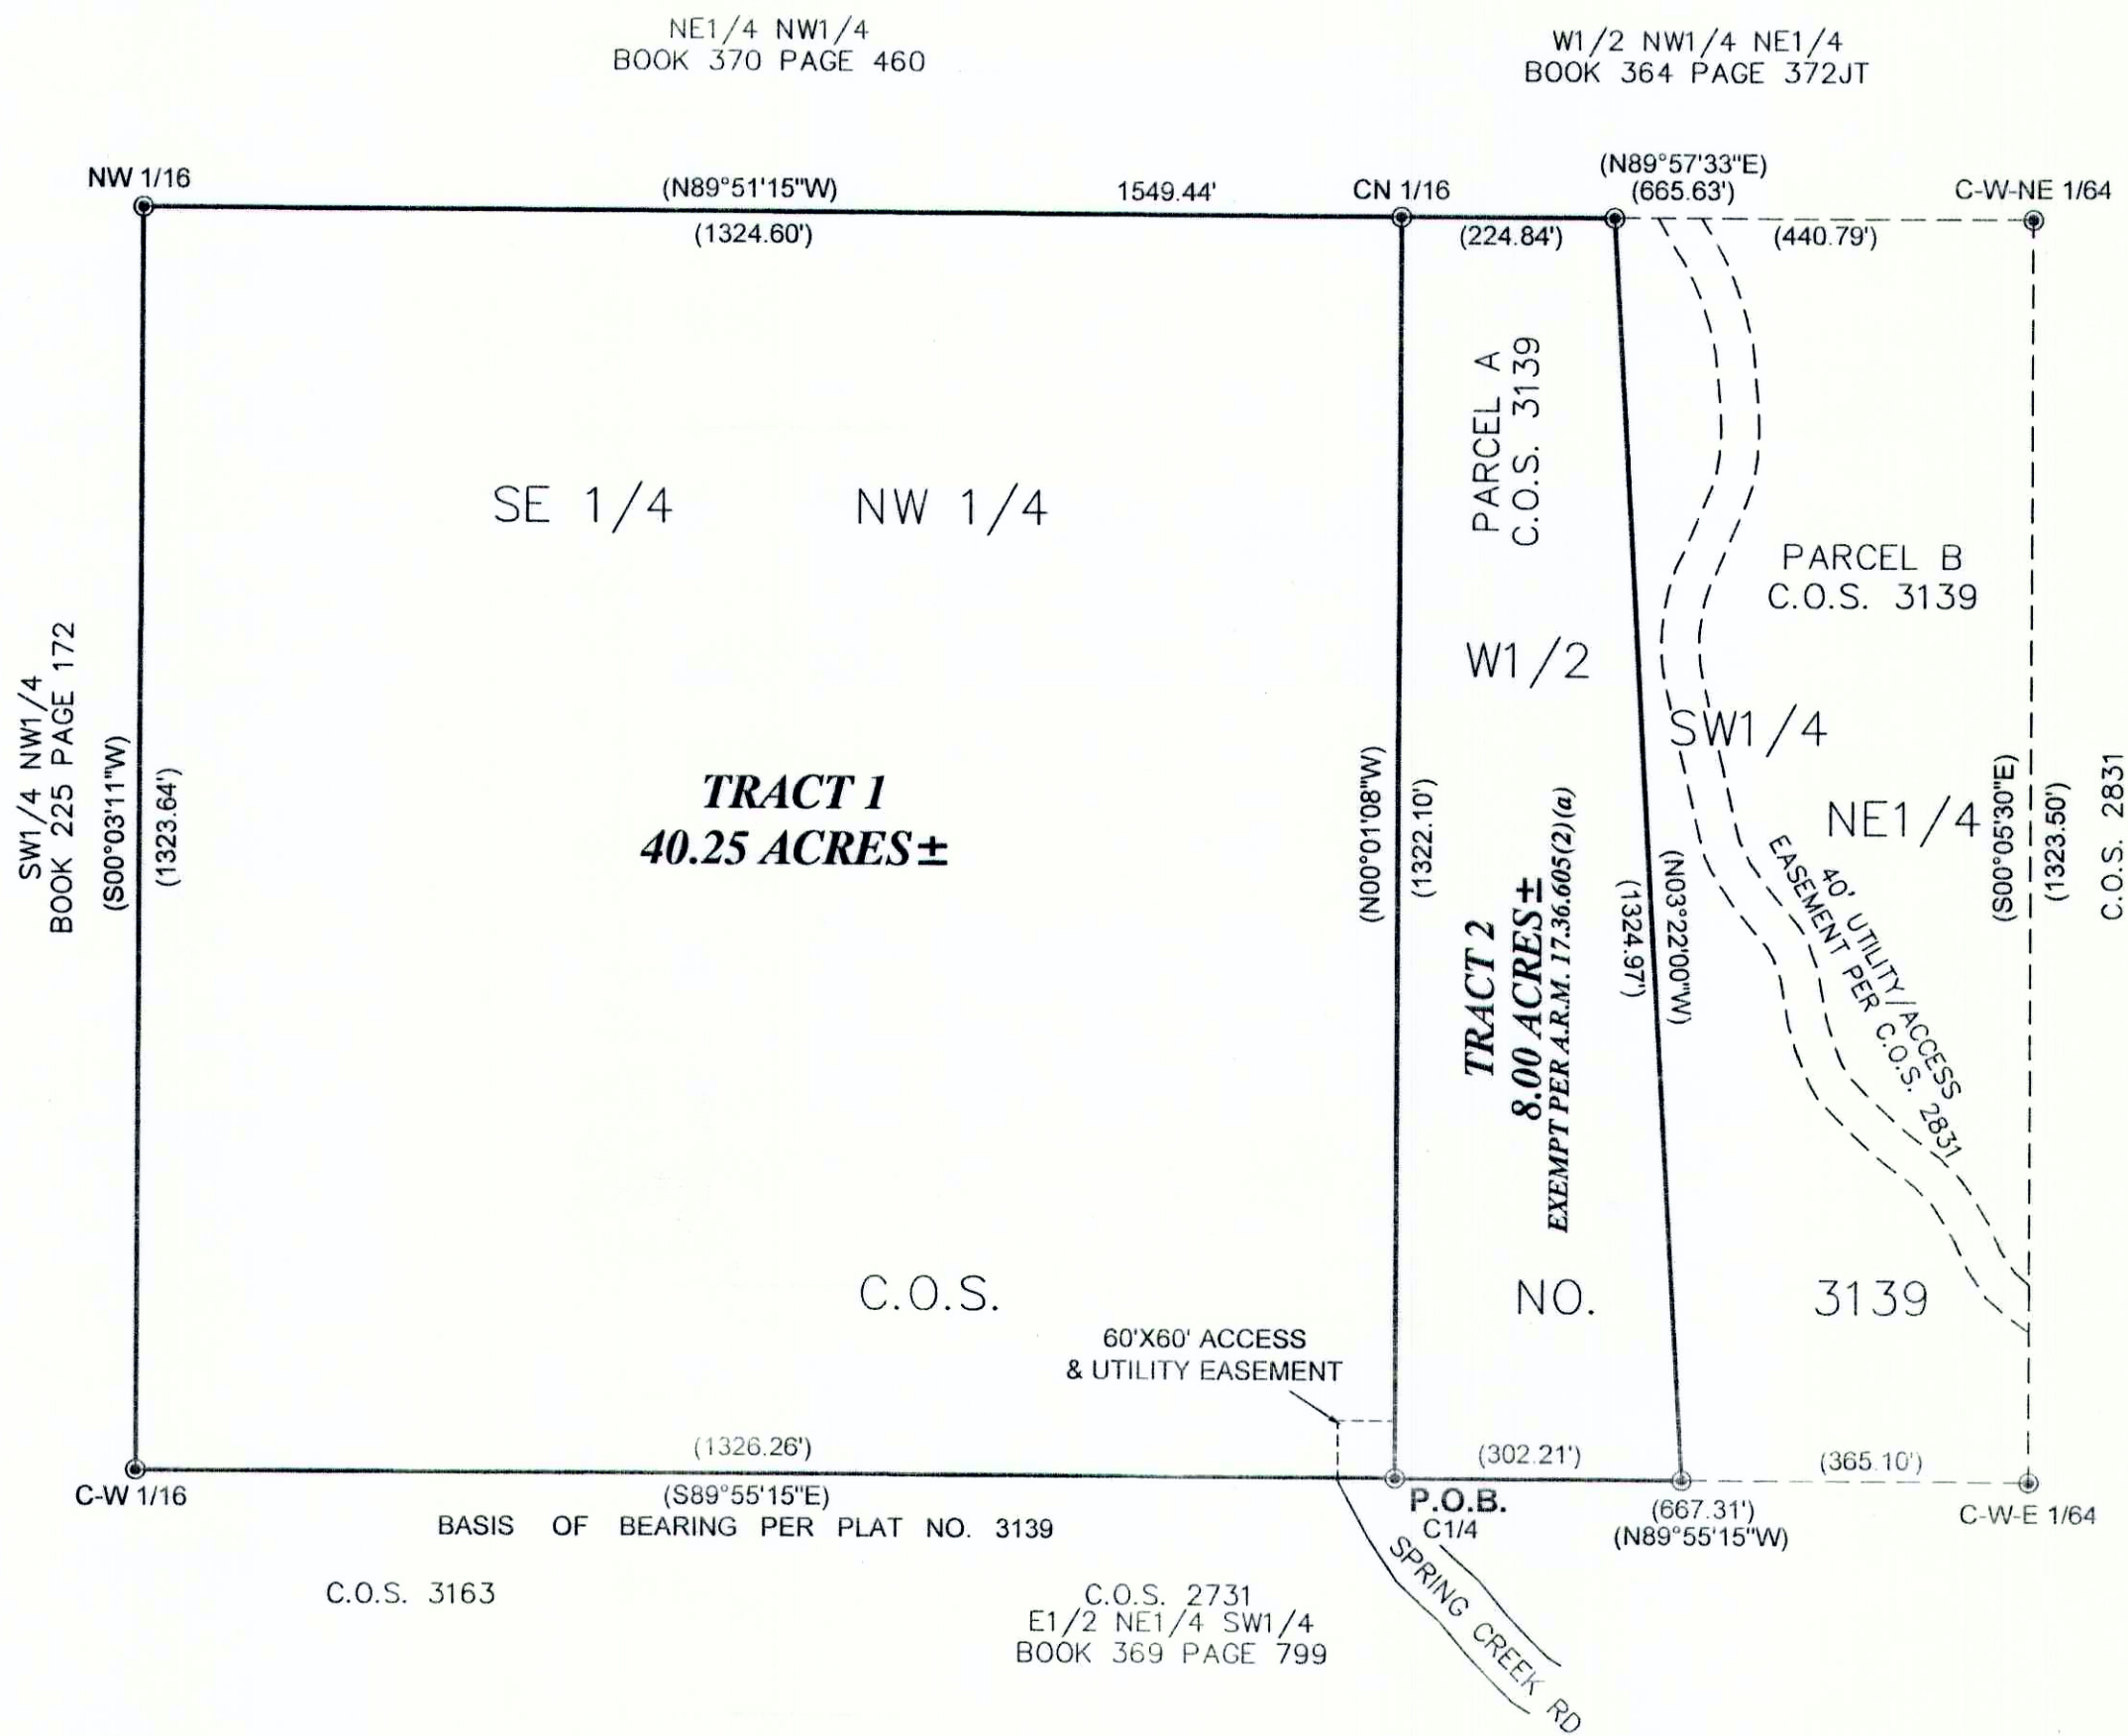 NE1/4 NW1/4
BOOK 370 PAGE 460
W1/2 NW1/4 NE1/4
BOOK 364 PAGE 372JT
NW 1/16
(N89°51'15"W)
1549.44'
CN 1/16
(N89°57'33"E)
(665.63')
C-W-NE 1/64
(1324.60')
(224.84')
(440.79')
PARCEL A
C.O.S. 3139
SE 1/4 NW 1/4
PARCEL B
C.O.S. 3139
W1/2
SW1/4
NE1/4
SW1/4 NW1/4
BOOK 225 PAGE 172
(S00°03'11"W)
(1323.64')
TRACT 1
40.25 ACRES±
(N00°01'08"W)
(1322.10')
TRACT 2
8.00 ACRES±
EXEMPT PER A.R.M. 17.36.605(2)(a)
(1324.97')
(N03°22'00"W)
40' UTILITY/ACCESS
EASEMENT PER C.O.S. 2831
(S00°05'30"E)
(1323.50')
C.O.S. 2831
C.O.S. NO. 3139
60'X60' ACCESS
& UTILITY EASEMENT
(1326.26')
(302.21')
(365.10')
C-W 1/16
(S89°55'15"E)
P.O.B.
C1/4
(667.31')
(N89°55'15"W)
C-W-E 1/64
BASIS OF BEARING PER PLAT NO. 3139
SPRING CREEK RD
C.O.S. 3163
C.O.S. 2731
E1/2 NE1/4 SW1/4
BOOK 369 PAGE 799